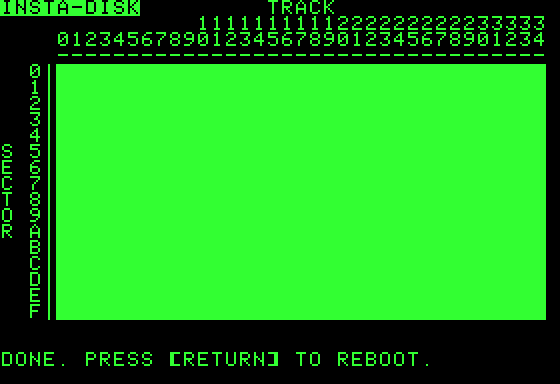 INSTA-DISK         TRACK
              1111111111222222222233333
    01234567890123456789012345678901234
    -----------------------------------
  0|
  1|
  2|
  3|
  4|
S 5|
E 6|
C 7|
T 8|
O 9|
R A|
  B|
  C|
  D|
  E|
  F|
DONE. PRESS [RETURN] TO REBOOT.